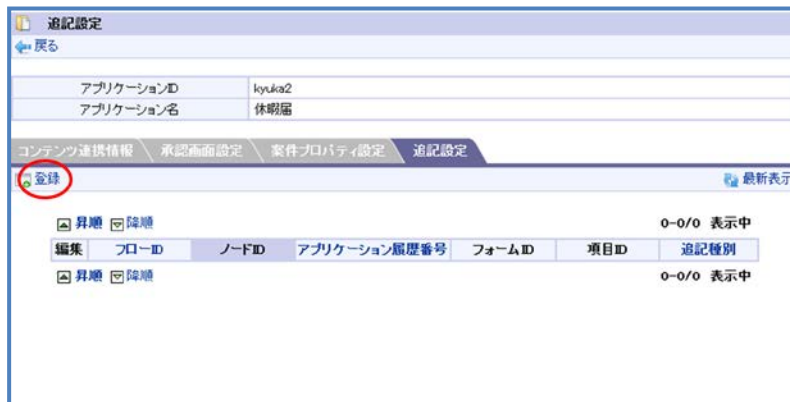 追記設定
戻る
アプリケーションID kyuka2
アプリケーション名 休暇届
コンテンツ連携情報 承認画面設定 案件プロパティ設定 追記設定
登録 最新表示
昇順 降順 0-0/0 表示中
編集 フローID ノードID アプリケーション履歴番号 フォームID 項目ID 追記種別
昇順 降順 0-0/0 表示中